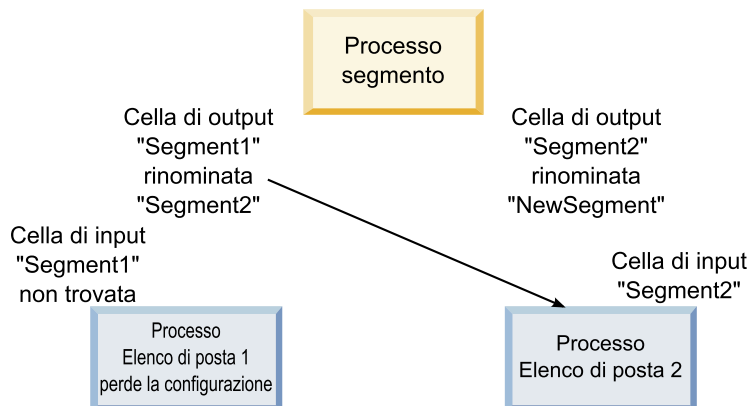 Processo
segmento
Cella di output
"Segment1"
rinominata
"Segment2"
Cella di output
"Segment2"
rinominata
"NewSegment"
Cella di input
"Segment1"
non trovata
Cella di input
"Segment2"
Processo
Elenco di posta 1
perde la configurazione
Processo
Elenco di posta 2